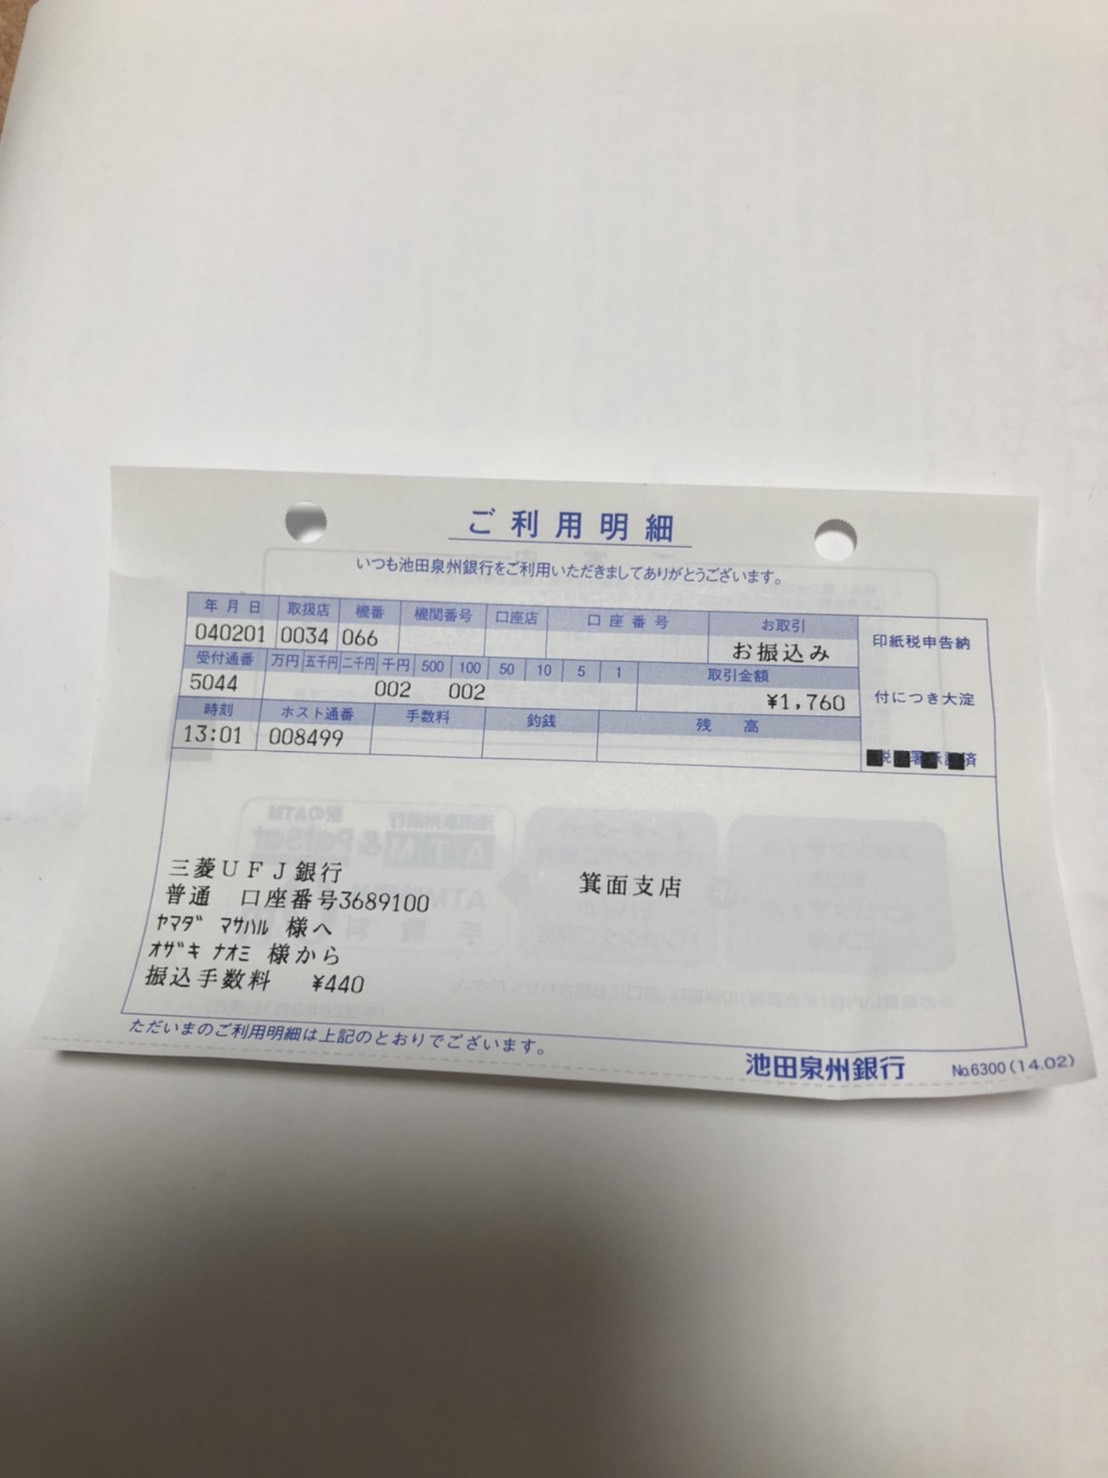 ご利用明細
いつも池田泉州銀行をご利用いただきましてありがとうございます。
年月日 取扱店 機番 機関番号 口座店 口座番号 お取引
040201 0034 066 お振込み
受付通番 万円 五千円 二千円 千円 500 100 50 10 5 1 取引金額
5044 002 002 ¥1,760
時刻 ホスト通番 手数料 釣銭 残高
13:01 008499
印紙税申告納
付につき大淀
税 署承 済
三菱UFJ銀行 箕面支店
普通 口座番号3689100
ヤマダ マサハル 様へ
オザキ ナオミ 様から
振込手数料 ¥440
ただいまのご利用明細は上記のとおりでございます。
池田泉州銀行 No.6300(14.02)